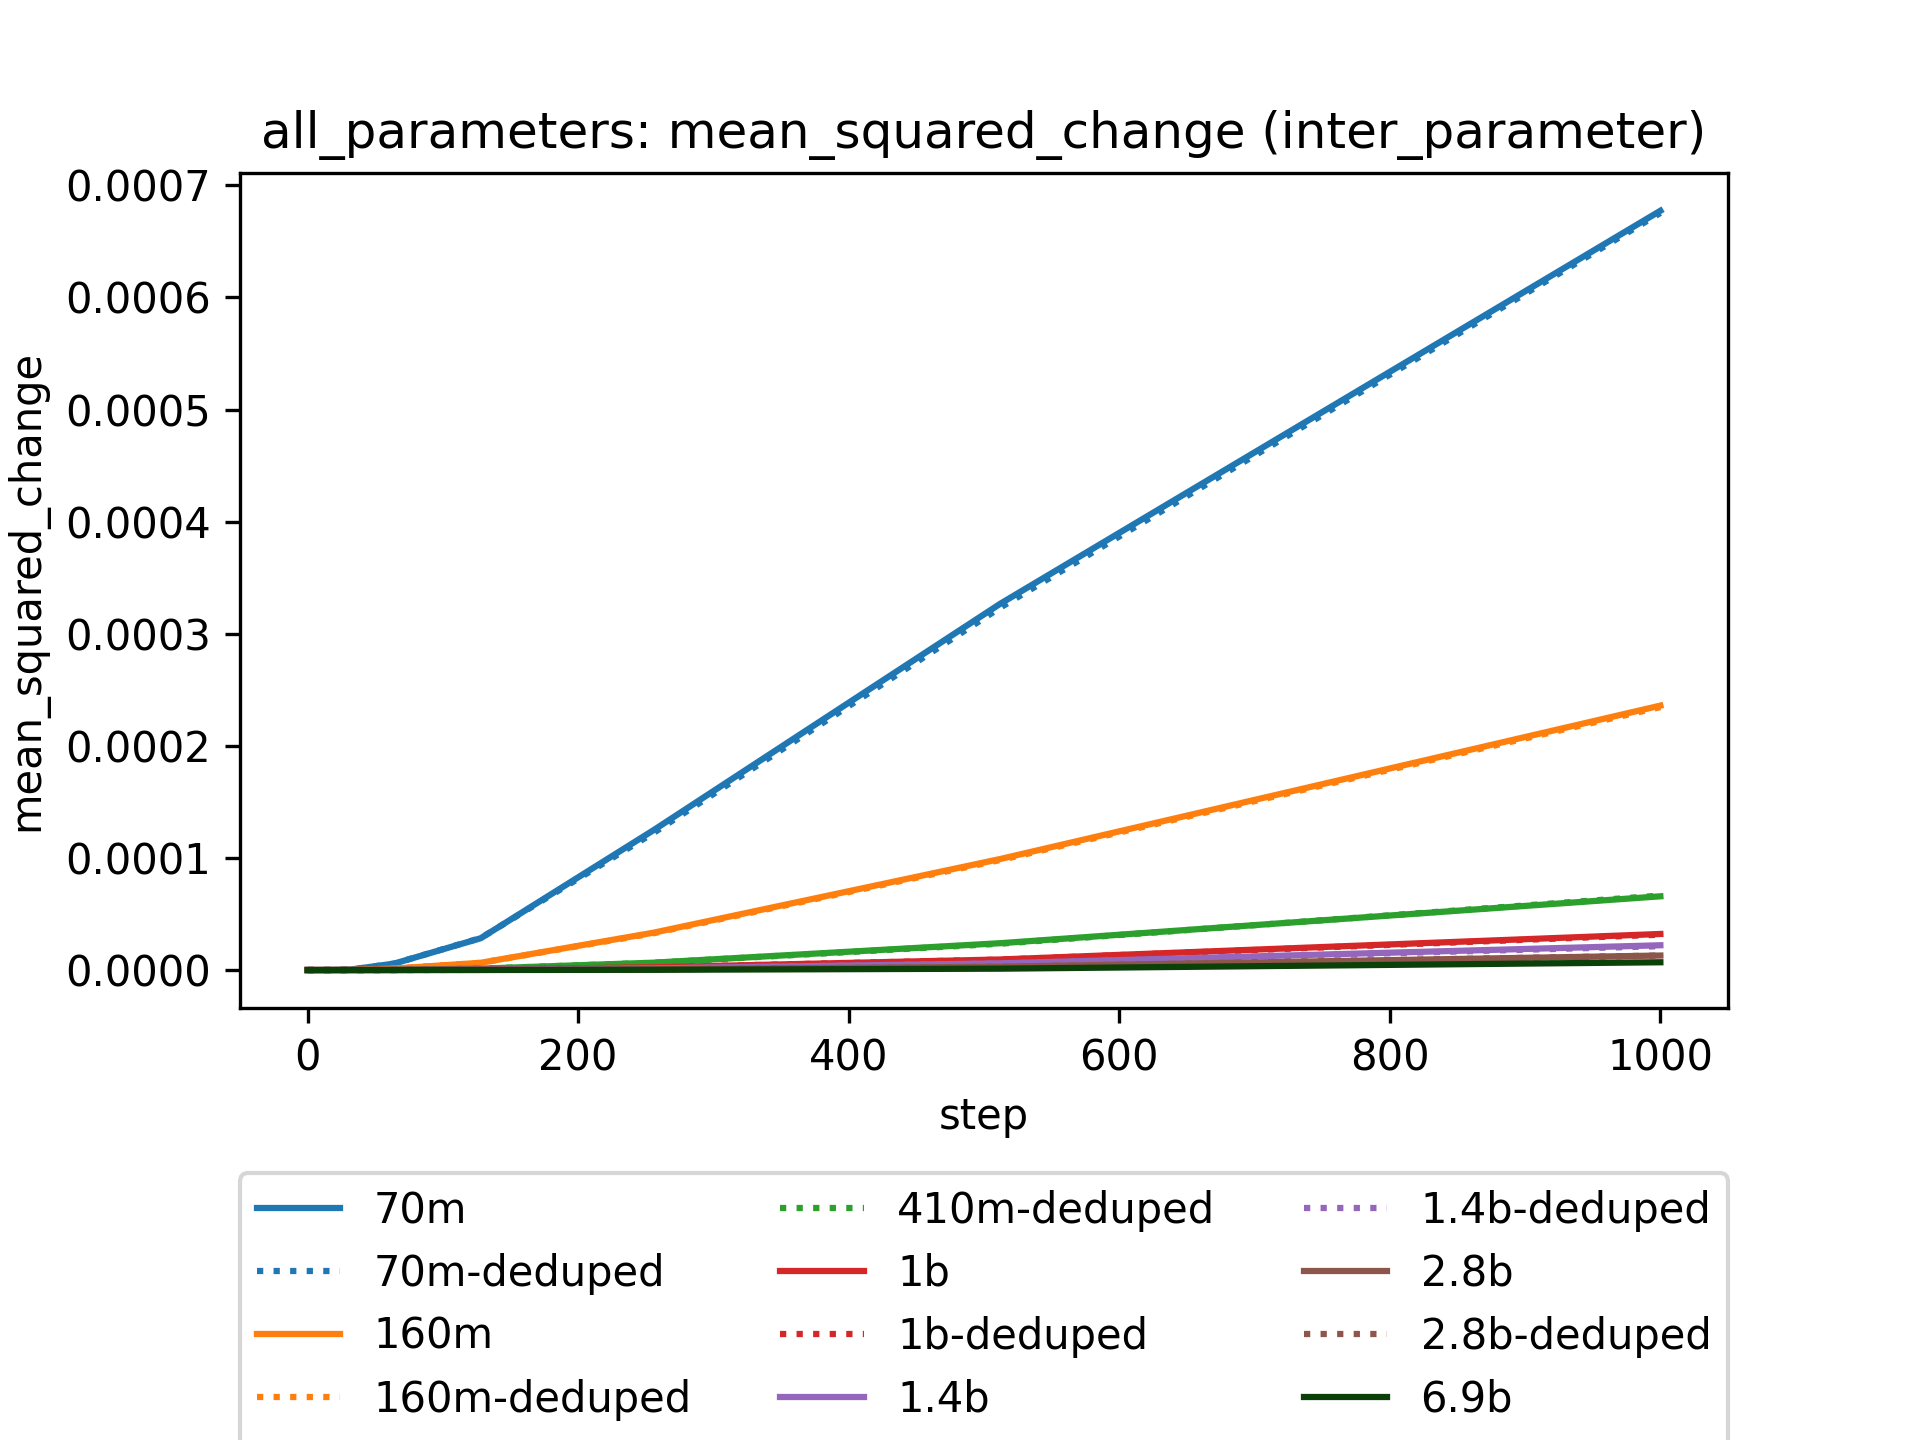 all_parameters: mean_squared_change (inter_parameter)
mean_squared_change
0.0007
0.0006
0.0005
0.0004
0.0003
0.0002
0.0001
0.0000
0 200 400 600 800 1000
step
70m
70m-deduped
160m
160m-deduped
410m-deduped
1b
1b-deduped
1.4b
1.4b-deduped
2.8b
2.8b-deduped
6.9b